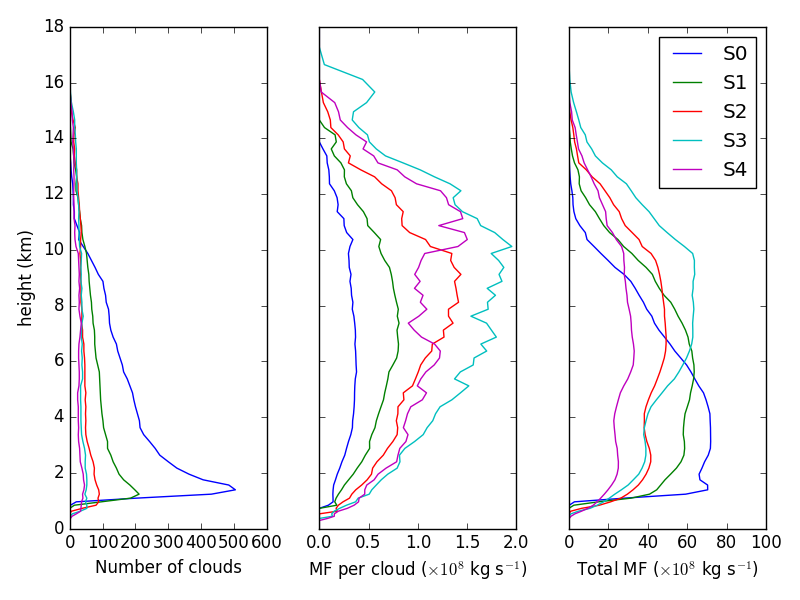 18
16
14
12
10
8
6
4
2
0
height (km)
0 100 200 300 400 500 600
Number of clouds
0.0 0.5 1.0 1.5 2.0
MF per cloud (×10⁸ kg s⁻¹)
0 20 40 60 80 100
Total MF (×10⁸ kg s⁻¹)
S0
S1
S2
S3
S4